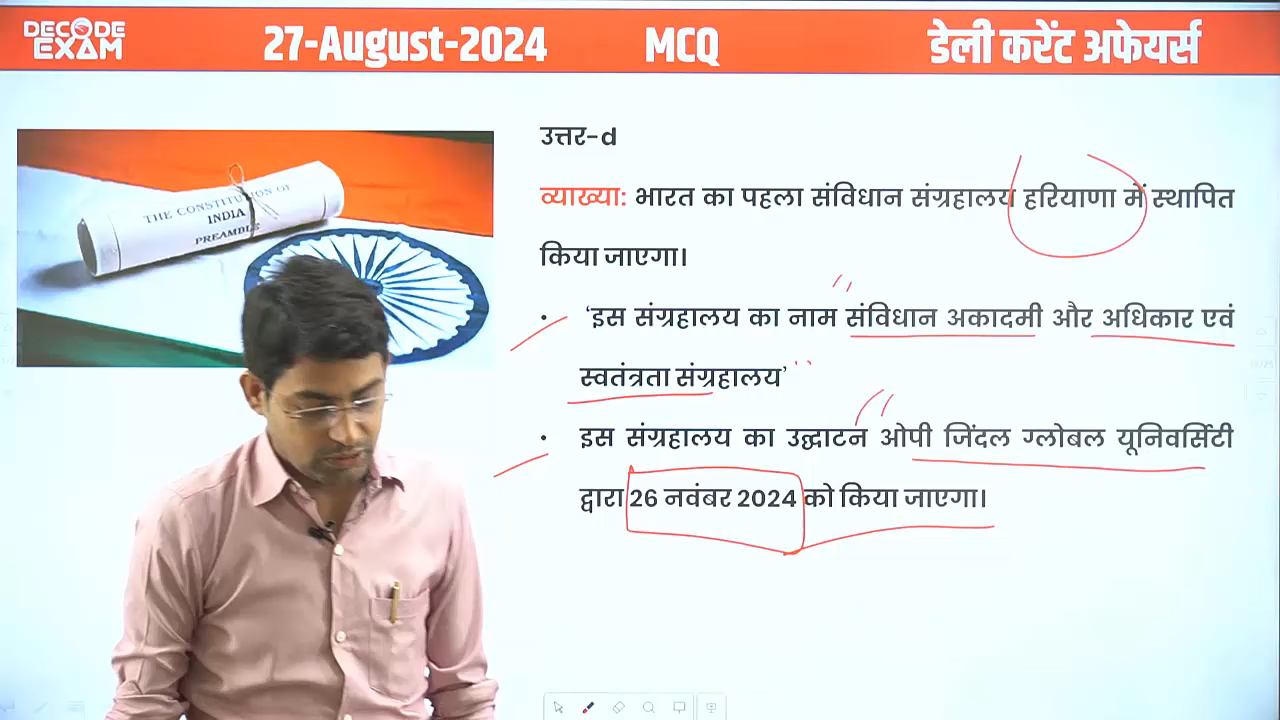 DECODE
EXAM
27-August-2024 MCQ डेली करेंट अफेयर्स
THE CONSTITUTION OF
INDIA
PREAMBLE
उत्तर-d
व्याख्या: भारत का पहला संविधान संग्रहालय हरियाणा में स्थापित
किया जाएगा।
• 'इस संग्रहालय का नाम संविधान अकादमी और अधिकार एवं
स्वतंत्रता संग्रहालय'
• इस संग्रहालय का उद्घाटन ओपी जिंदल ग्लोबल यूनिवर्सिटी
द्वारा 26 नवंबर 2024 को किया जाएगा।